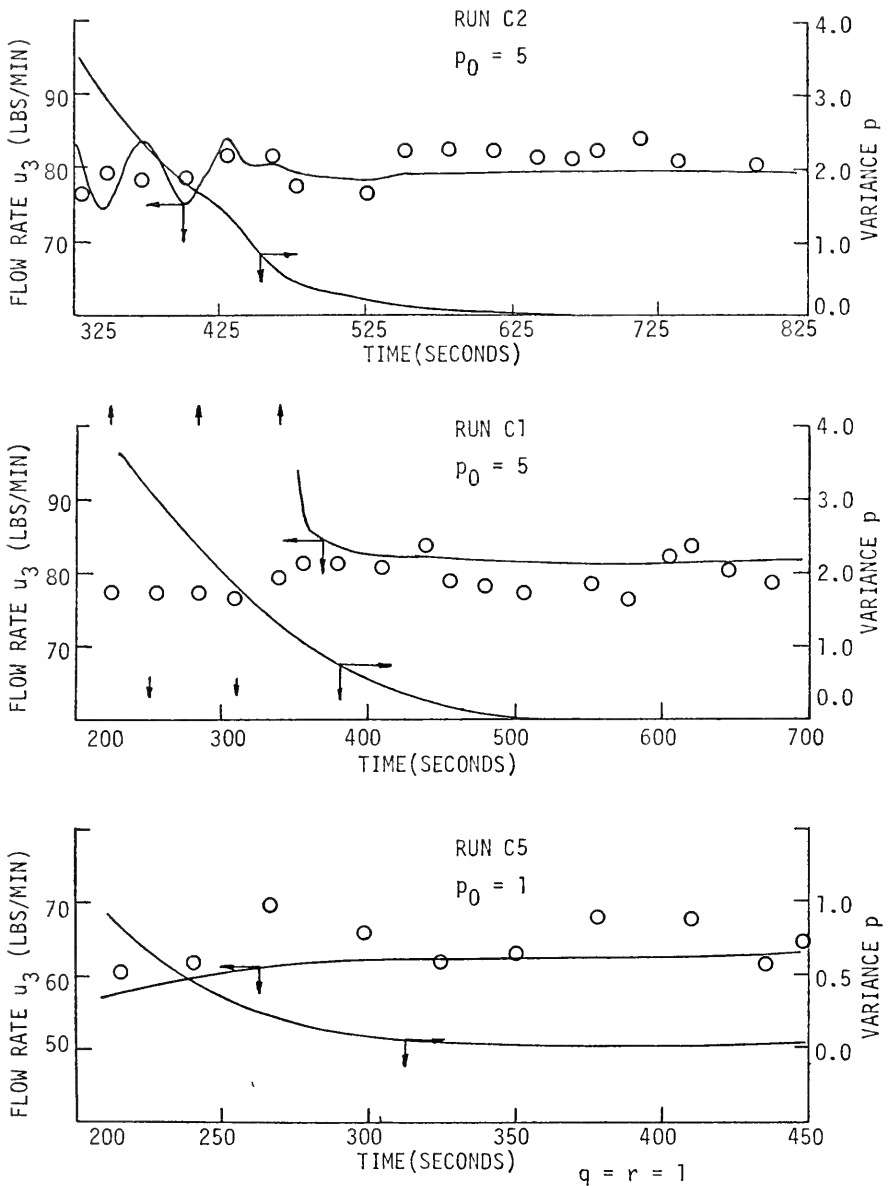 RUN C2
p₀ = 5
FLOW RATE u₃ (LBS/MIN)
90
80
70
4.0
3.0
2.0
1.0
0.0
VARIANCE p
325 425 525 625 725 825
TIME(SECONDS)
RUN C1
p₀ = 5
FLOW RATE u₃ (LBS/MIN)
90
80
70
4.0
3.0
2.0
1.0
0.0
VARIANCE p
200 300 400 500 600 700
TIME(SECONDS)
RUN C5
p₀ = 1
FLOW RATE u₃ (LBS/MIN)
70
60
50
1.0
0.5
0.0
VARIANCE p
200 250 300 350 400 450
TIME(SECONDS)
q = r = 1